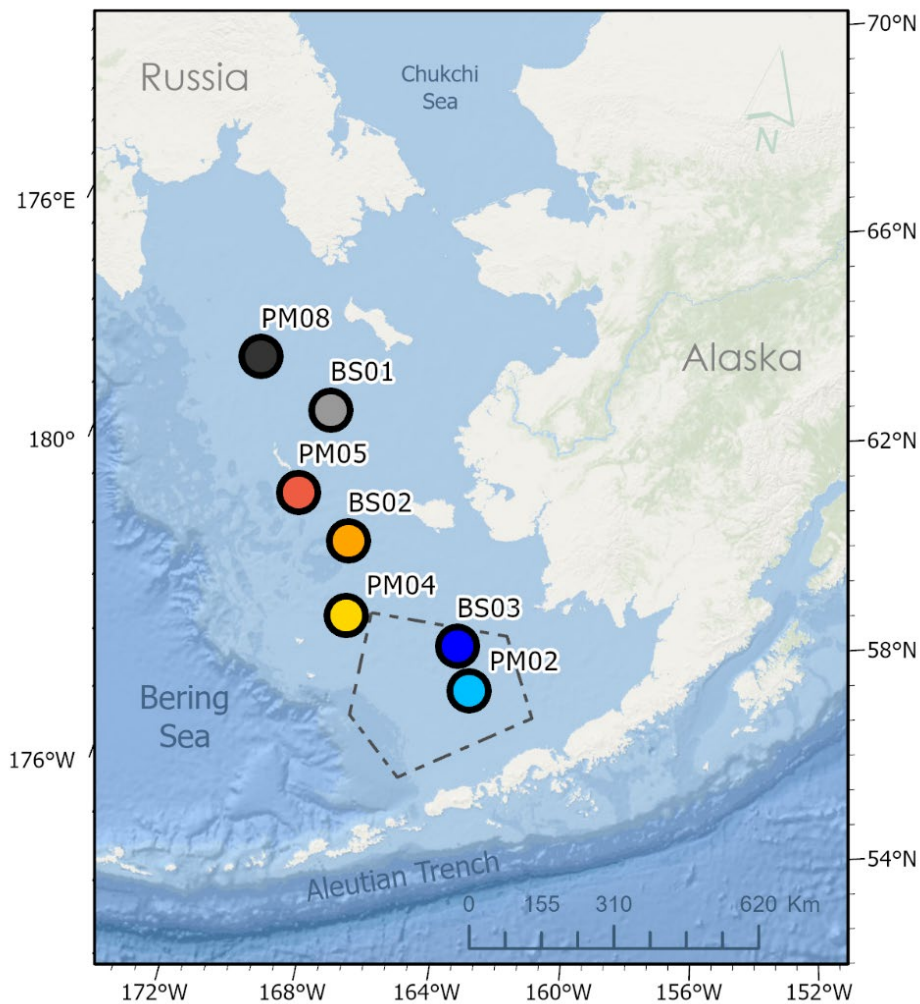 70°N
Russia
Chukchi
Sea
N
176°E
66°N
PM08
Alaska
BS01
180°
62°N
PM05
BS02
PM04
BS03
58°N
PM02
Bering
Sea
176°W
54°N
Aleutian Trench
0 155 310 620 Km
172°W 168°W 164°W 160°W 156°W 152°W